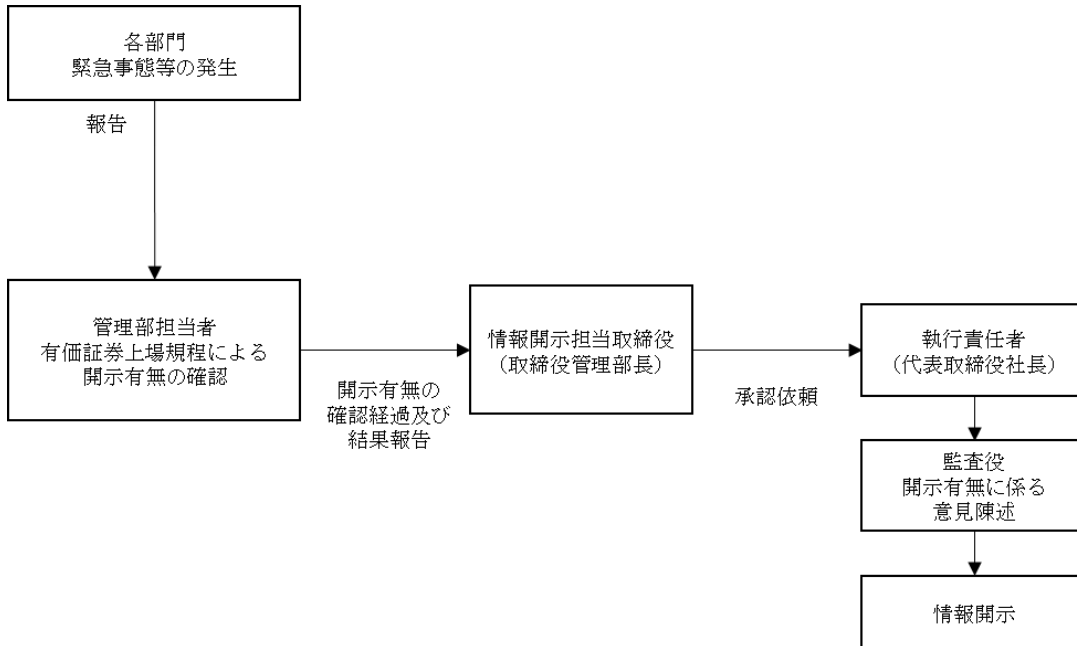 各部門
緊急事態等の発生
報告
管理部担当者
有価証券上場規程による
開示有無の確認
開示有無の
確認経過及び
結果報告
情報開示担当取締役
（取締役管理部長）
承認依頼
執行責任者
（代表取締役社長）
監査役
開示有無に係る
意見陳述
情報開示